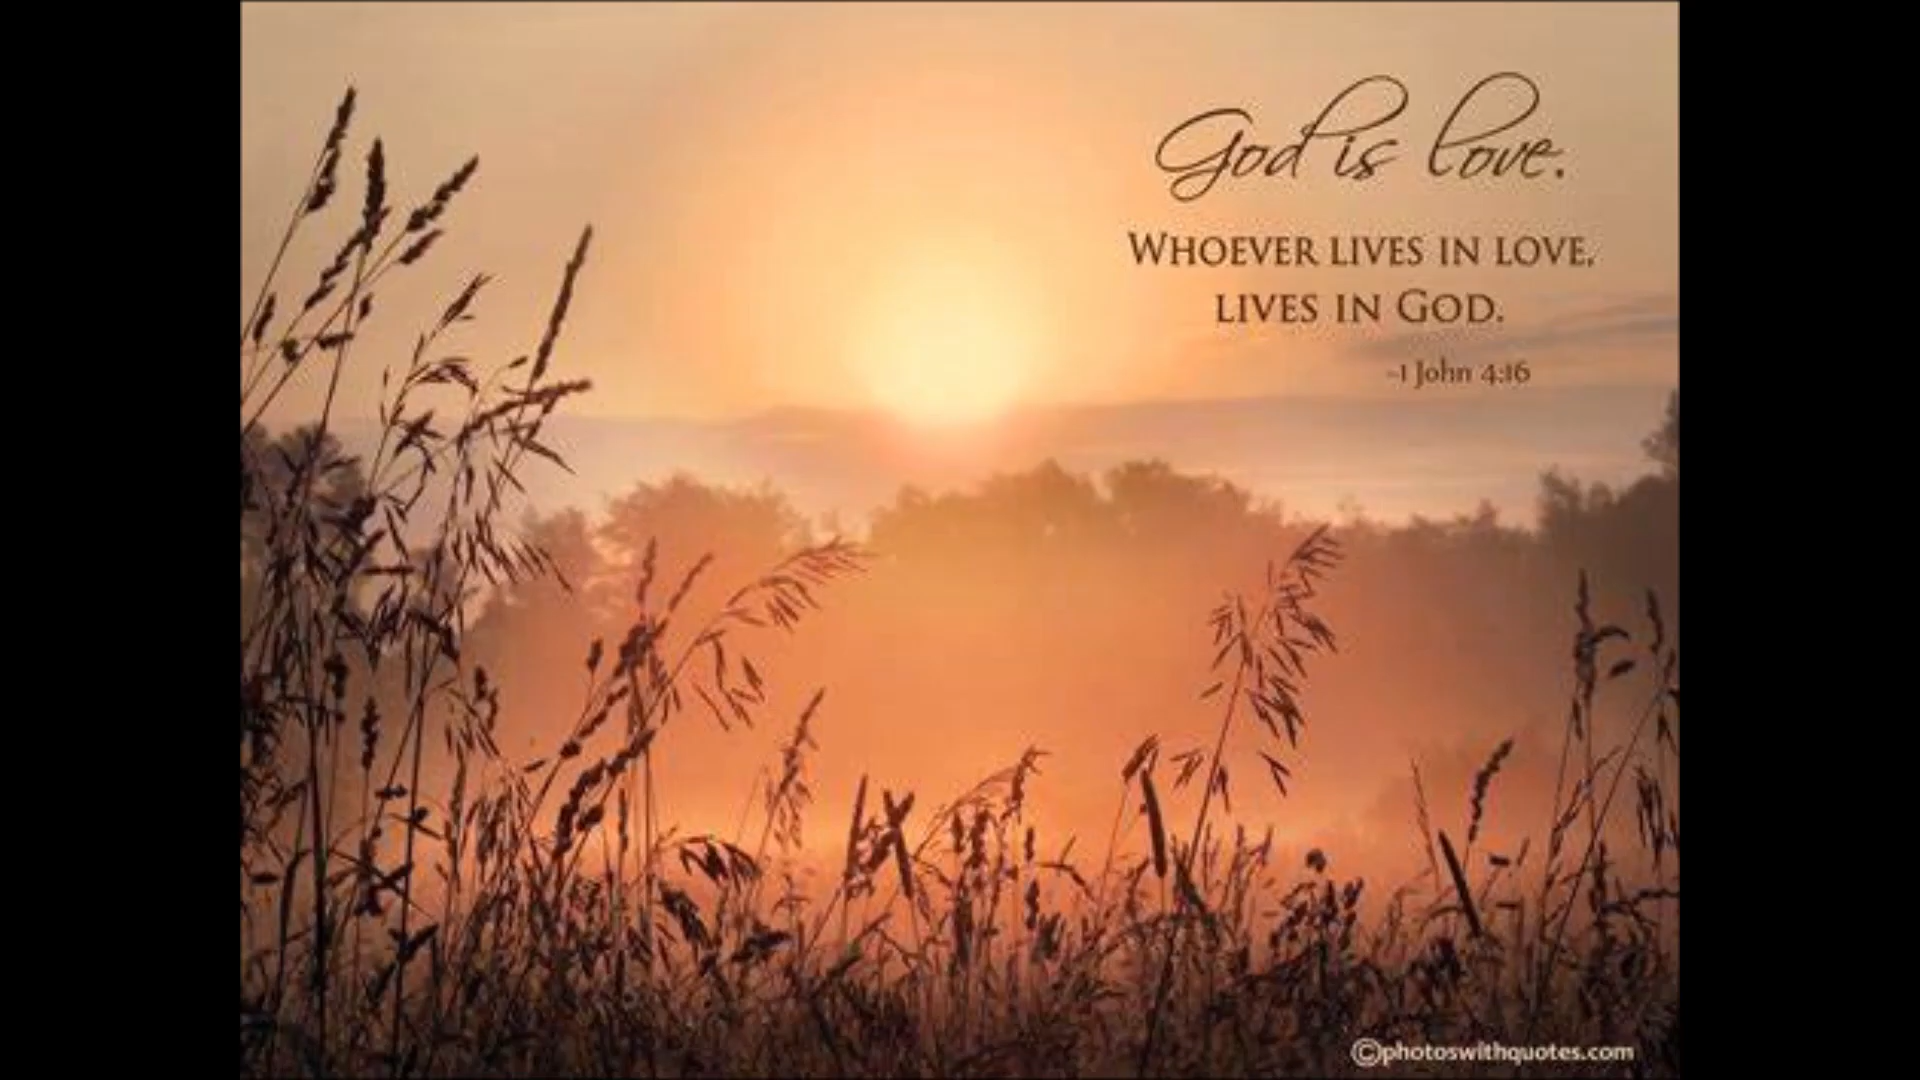 God is love.
Whoever lives in love,
lives in God.
-1 John 4:16
©photoswithquotes.com